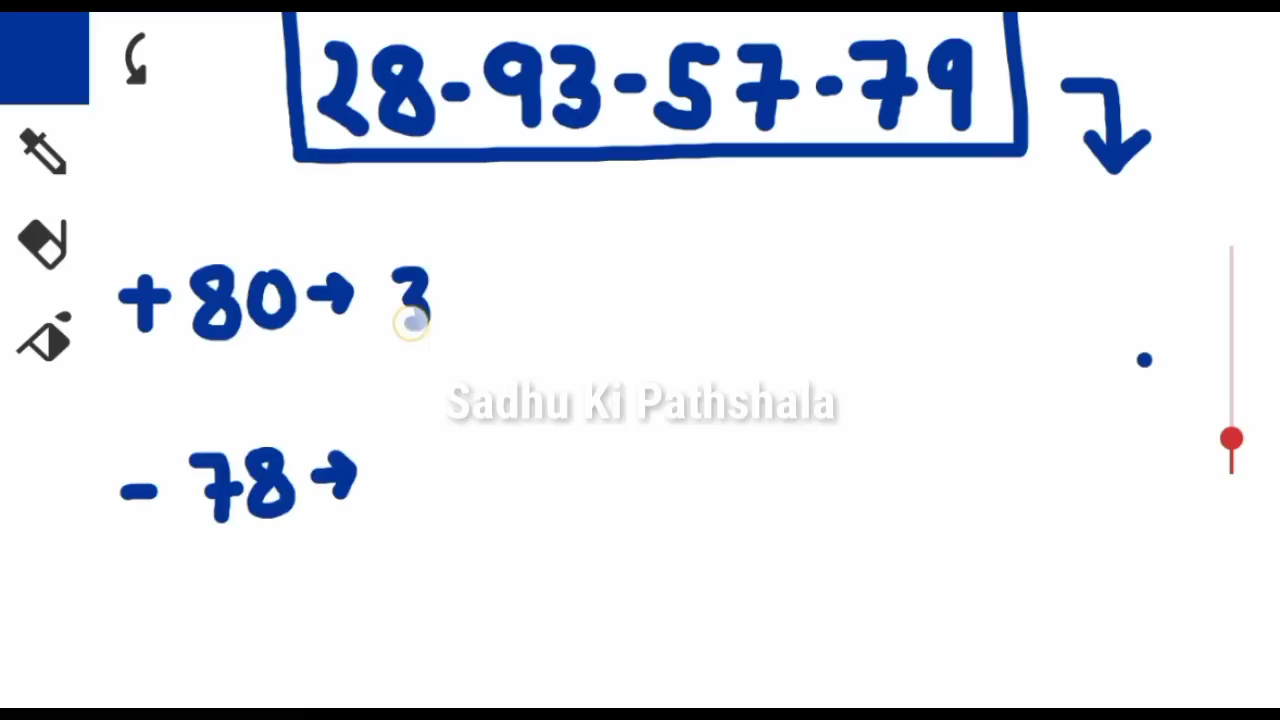 28-93-57-79
+80→ 3
Sadhu Ki Pathshala
- 78→